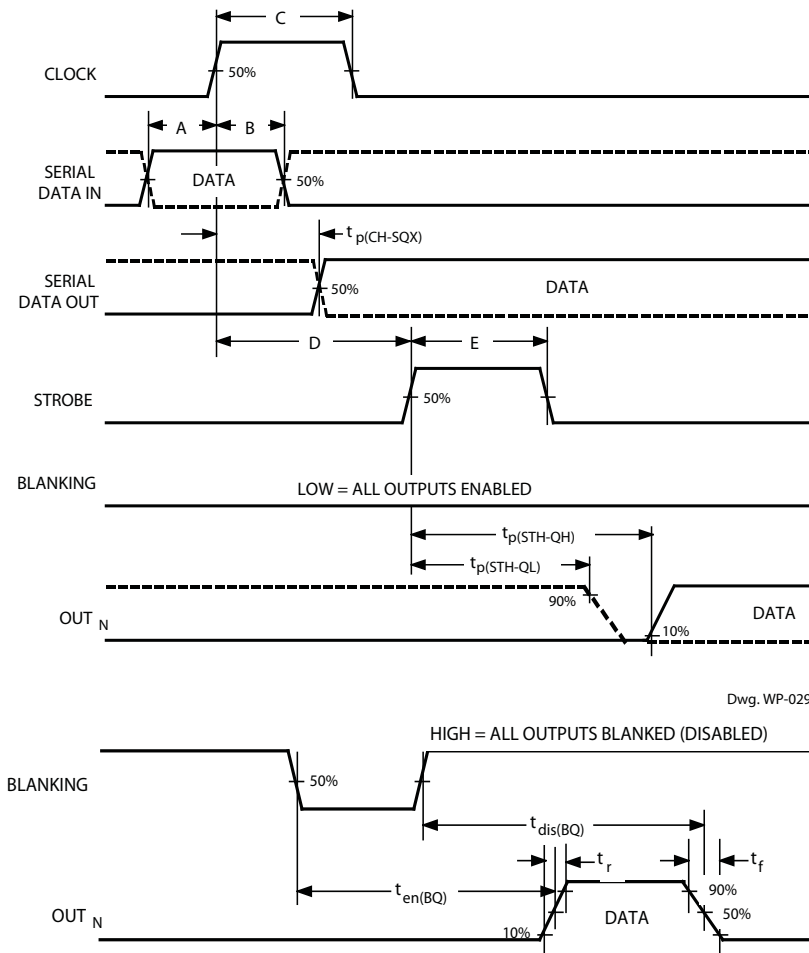 C
CLOCK
50%
A
B
SERIAL
DATA IN
DATA
50%
t p(CH-SQX)
SERIAL
DATA OUT
50%
DATA
D
E
STROBE
50%
BLANKING
LOW = ALL OUTPUTS ENABLED
t p(STH-QH)
t p(STH-QL)
90%
OUT N
10%
DATA
Dwg. WP-029
HIGH = ALL OUTPUTS BLANKED (DISABLED)
BLANKING
50%
t dis(BQ)
t r
t f
t en(BQ)
OUT N
10%
DATA
90%
50%